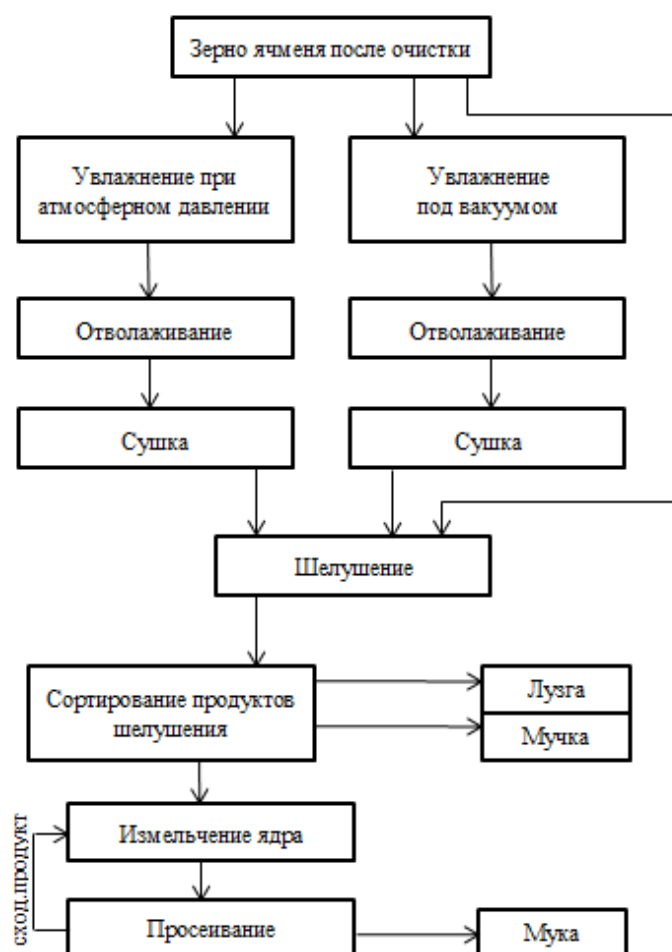 Зерно ячменя после очистки
Увлажнение при
атмосферном давлении
Увлажнение
под вакуумом
Отволаживание
Отволаживание
Сушка
Сушка
Шелушение
Сортирование продуктов
шелушения
Лузга
Мучка
Измельчение ядра
сход.продукт
Просеивание
Мука